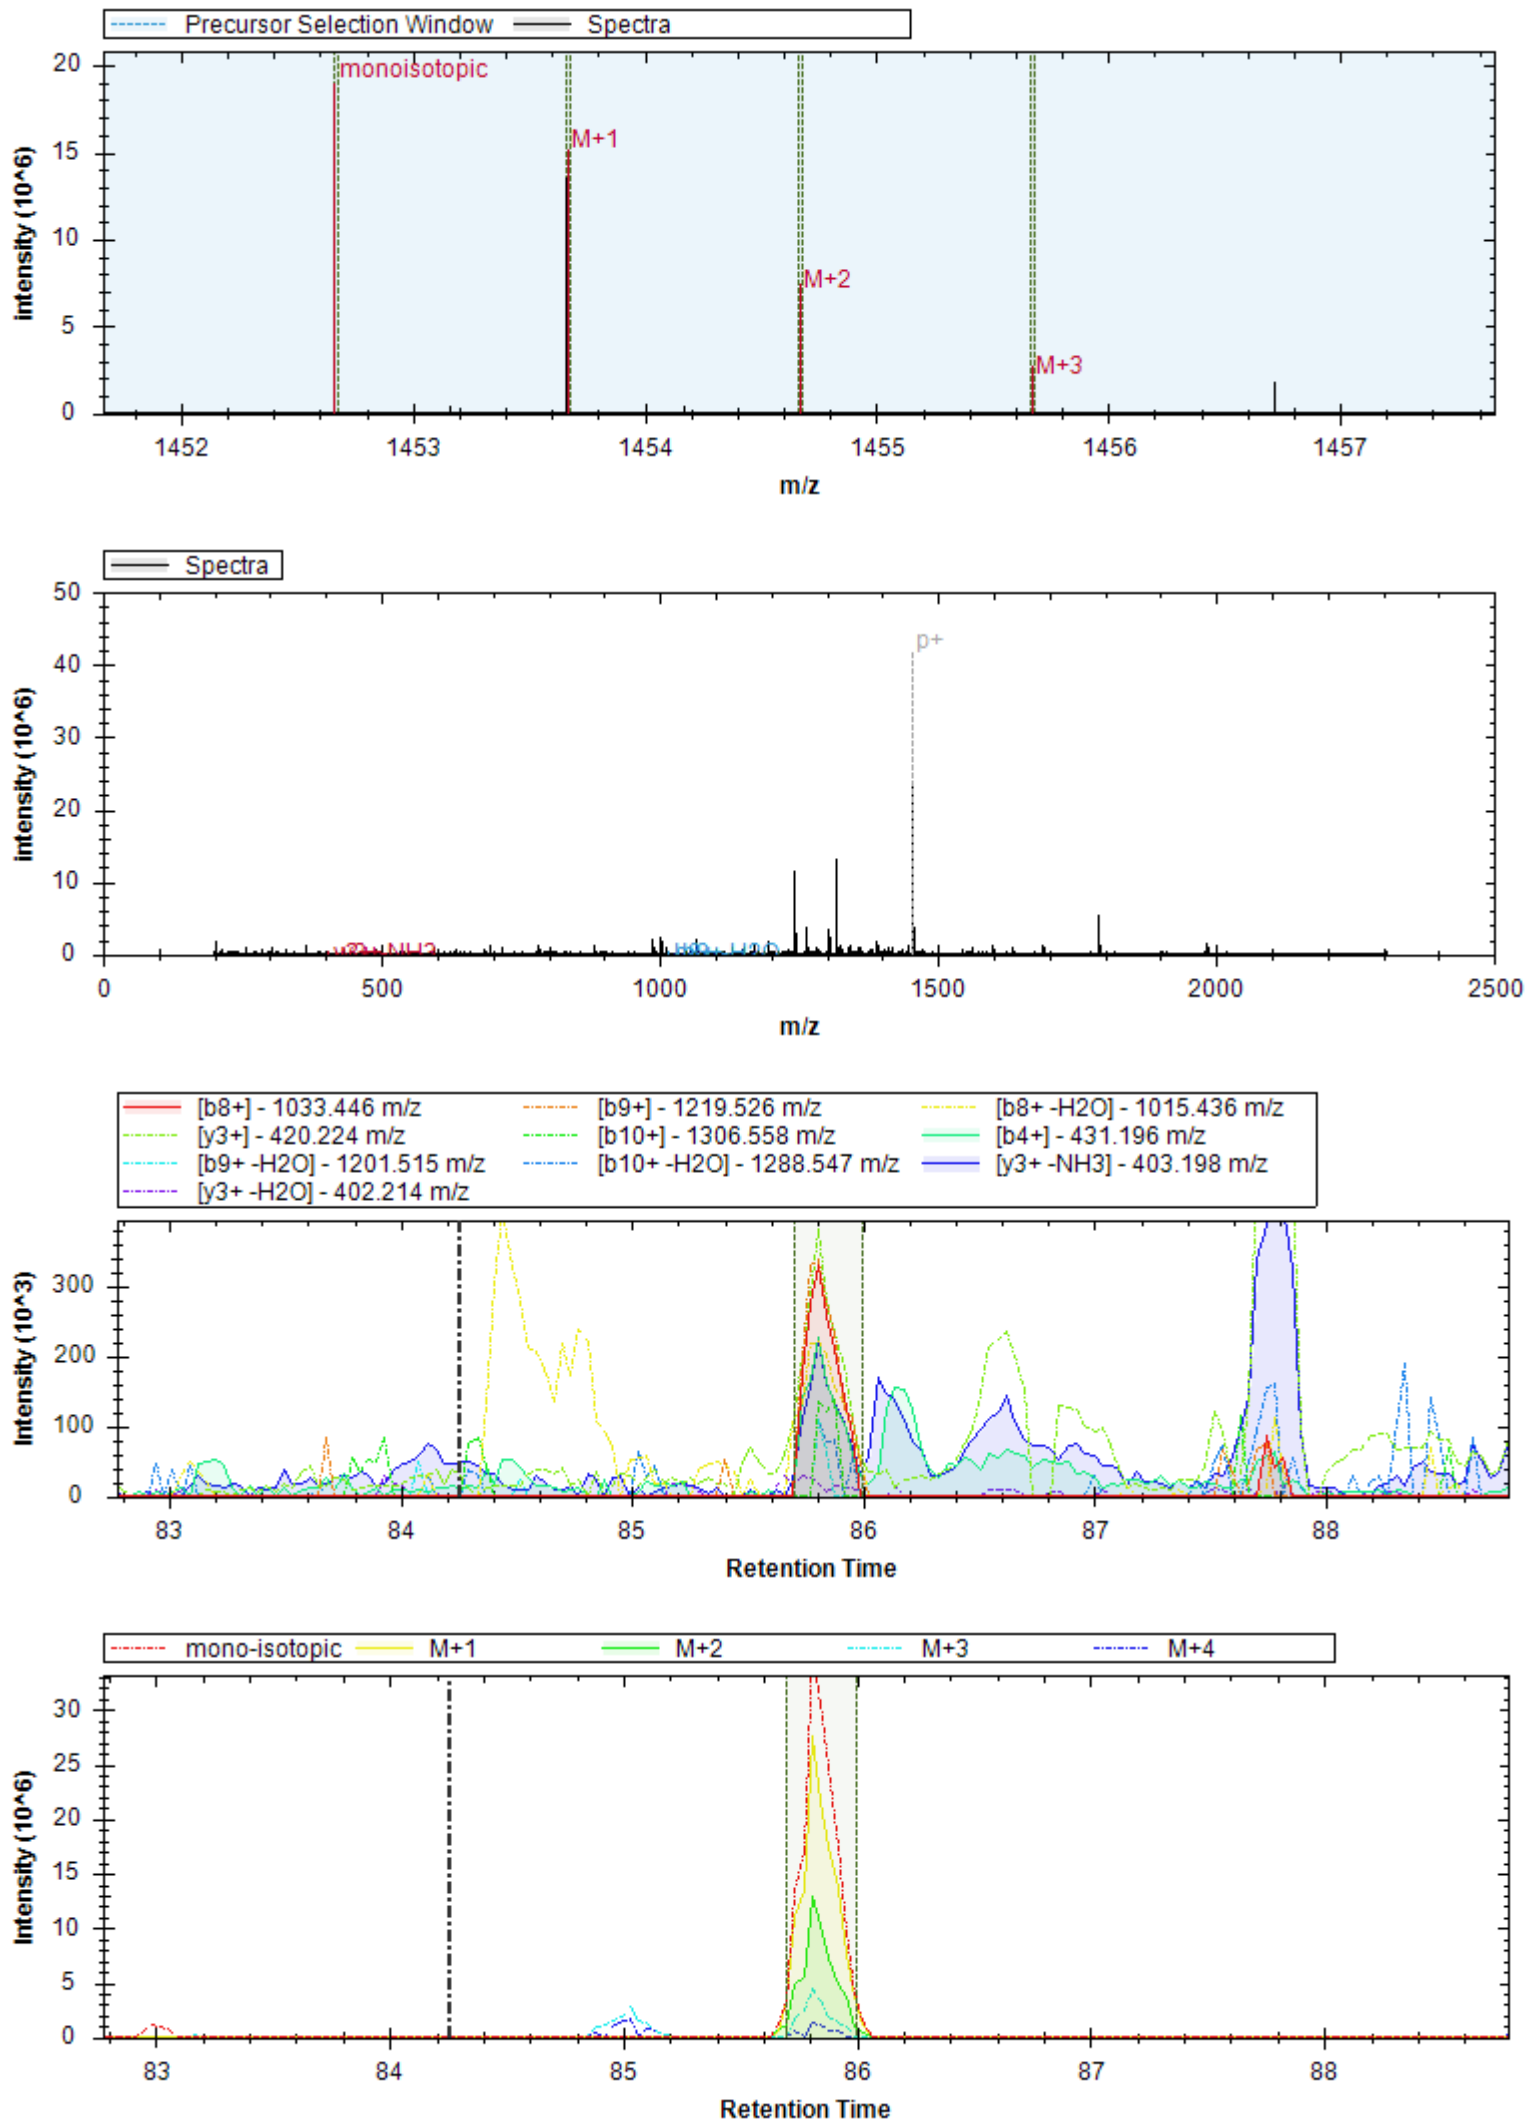 Precursor Selection Window Spectra
20
monoisotopic
15
M+1
10
M+2
5
M+3
0
1452 1453 1454 1455 1456 1457
m/z
intensity (10^6)
Spectra
50
40
p+
30
20
10
0
0 500 1000 1500 2000 2500
m/z
intensity (10^6)
[b8+] - 1033.446 m/z [b9+] - 1219.526 m/z [b8+ -H2O] - 1015.436 m/z
[y3+] - 420.224 m/z [b10+] - 1306.558 m/z [b4+] - 431.196 m/z
[b9+ -H2O] - 1201.515 m/z [b10+ -H2O] - 1288.547 m/z [y3+ -NH3] - 403.198 m/z
[y3+ -H2O] - 402.214 m/z
300
200
100
0
83 84 85 86 87 88
Retention Time
Intensity (10^3)
mono-isotopic M+1 M+2 M+3 M+4
30
25
20
15
10
5
0
83 84 85 86 87 88
Retention Time
Intensity (10^6)